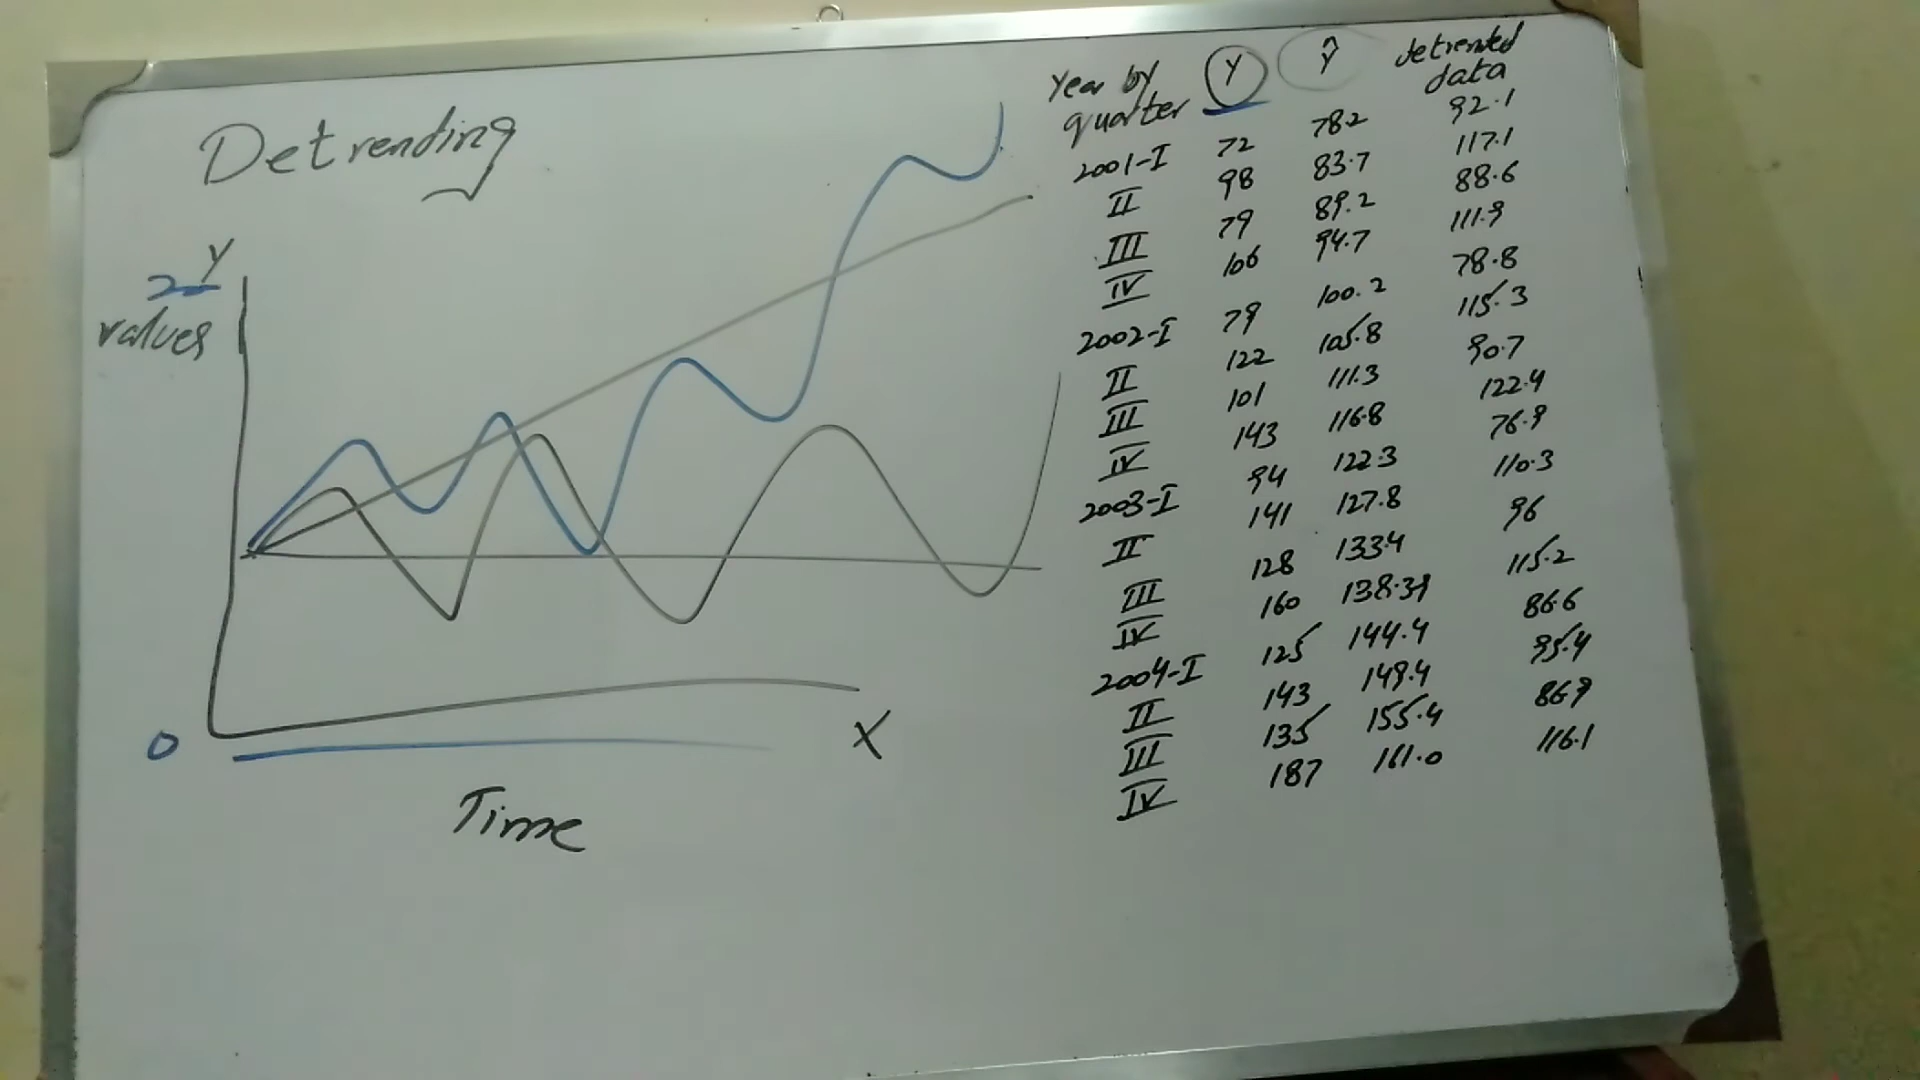 Detrending
Y
values
0
X
Time
Year by quarter Y Ŷ detrended data
2001-I 72 78.2 92.1
II 98 83.7 117.1
III 79 89.2 88.6
IV 106 94.7 111.9
2002-I 79 100.2 78.8
II 122 105.8 115.3
III 101 111.3 90.7
IV 143 116.8 122.4
2003-I 94 122.3 76.9
II 141 127.8 110.3
III 128 133.4 96
IV 160 138.39 115.2
2004-I 125 144.4 86.6
II 143 149.4 95.4
III 135 155.4 86.9
IV 187 161.0 116.1